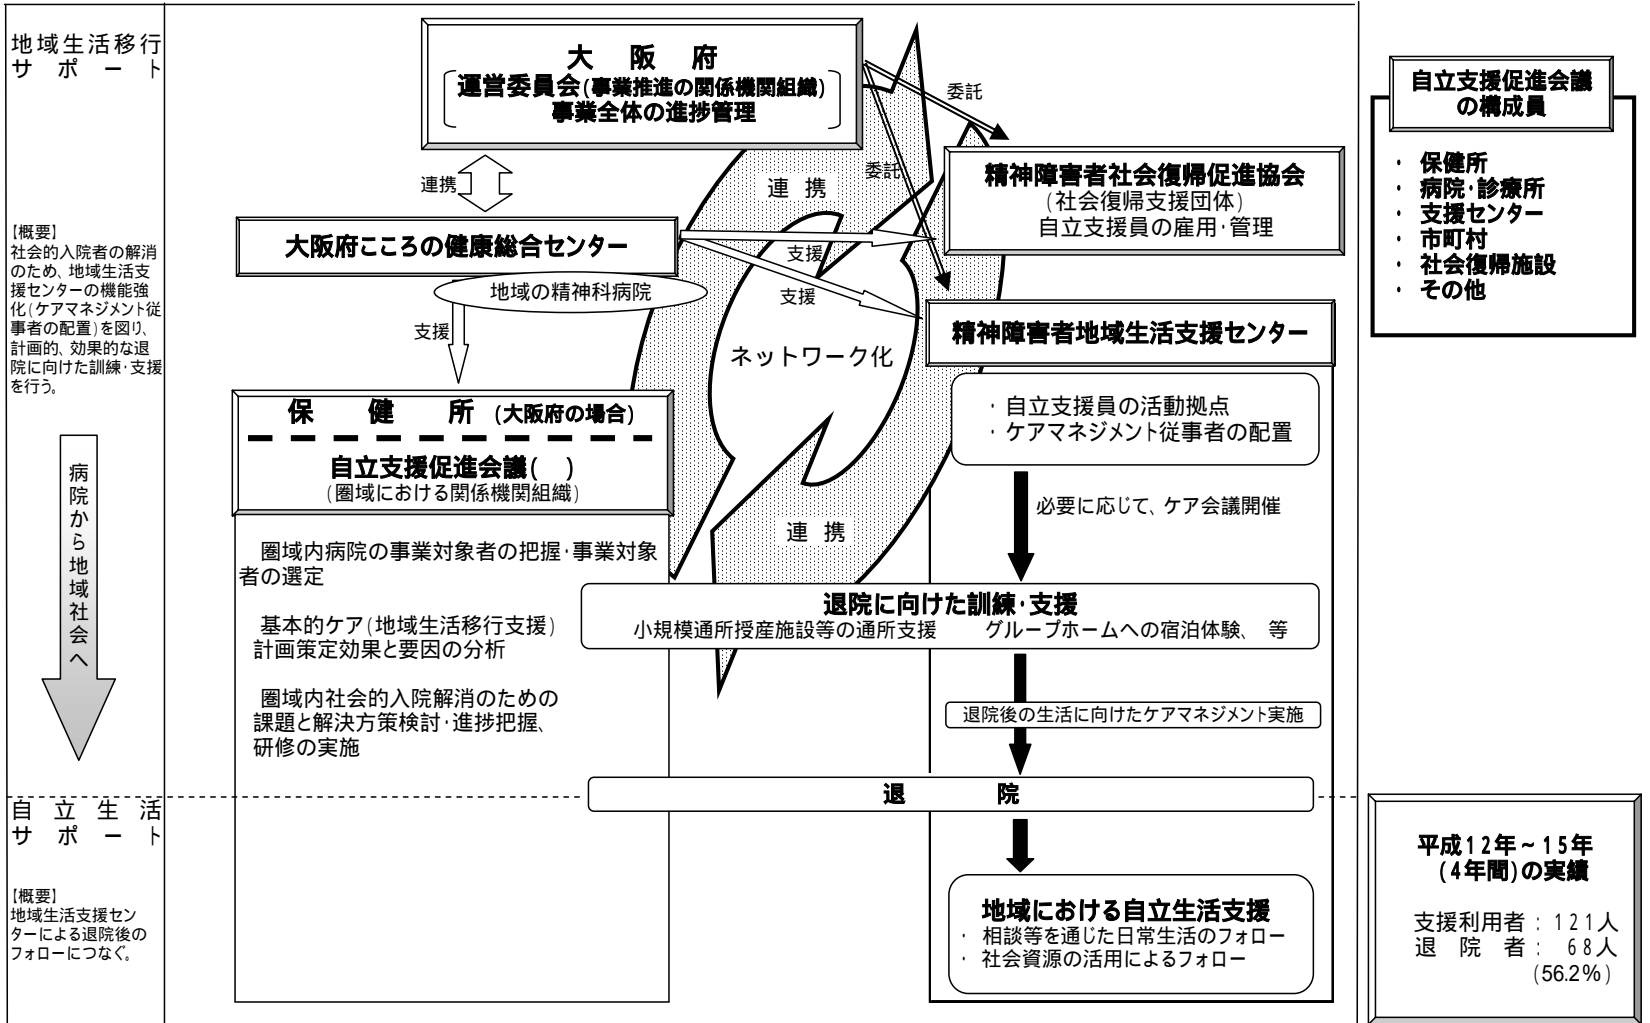 地域生活移行
サポート
【概要】
社会的入院者の解消
のため、地域生活支
援センターの機能強
化(ケアマネジメント従
事者の配置)を図り、
計画的、効果的な退
院に向けた訓練・支援
を行う。
病院から地域社会へ
自立生活
サポート
【概要】
地域生活支援セン
ターによる退院後の
フォローにつなぐ。
大阪府
運営委員会(事業推進の関係機関組織)
事業全体の進捗管理
連携
大阪府こころの健康総合センター
地域の精神科病院
支援
保健所(大阪府の場合)
自立支援促進会議( )
(圏域における関係機関組織)
圏域内病院の事業対象者の把握・事業対象
者の選定
基本的ケア(地域生活移行支援)
計画策定効果と要因の分析
圏域内社会的入院解消のための
課題と解決方策検討・進捗把握、
研修の実施
委託
委託
連携
支援
支援
ネットワーク化
連携
精神障害者社会復帰促進協会
(社会復帰支援団体)
自立支援員の雇用・管理
精神障害者地域生活支援センター
・自立支援員の活動拠点
・ケアマネジメント従事者の配置
必要に応じて、ケア会議開催
退院に向けた訓練・支援
小規模通所授産施設等の通所支援 グループホームへの宿泊体験、等
退院後の生活に向けたケアマネジメント実施
退院
地域における自立生活支援
・ 相談等を通じた日常生活のフォロー
・ 社会資源の活用によるフォロー
自立支援促進会議
の構成員
・ 保健所
・ 病院・診療所
・ 支援センター
・ 市町村
・ 社会復帰施設
・ その他
平成12年~15年
(4年間)の実績
支援利用者:121人
退院者: 68人
(56.2%)